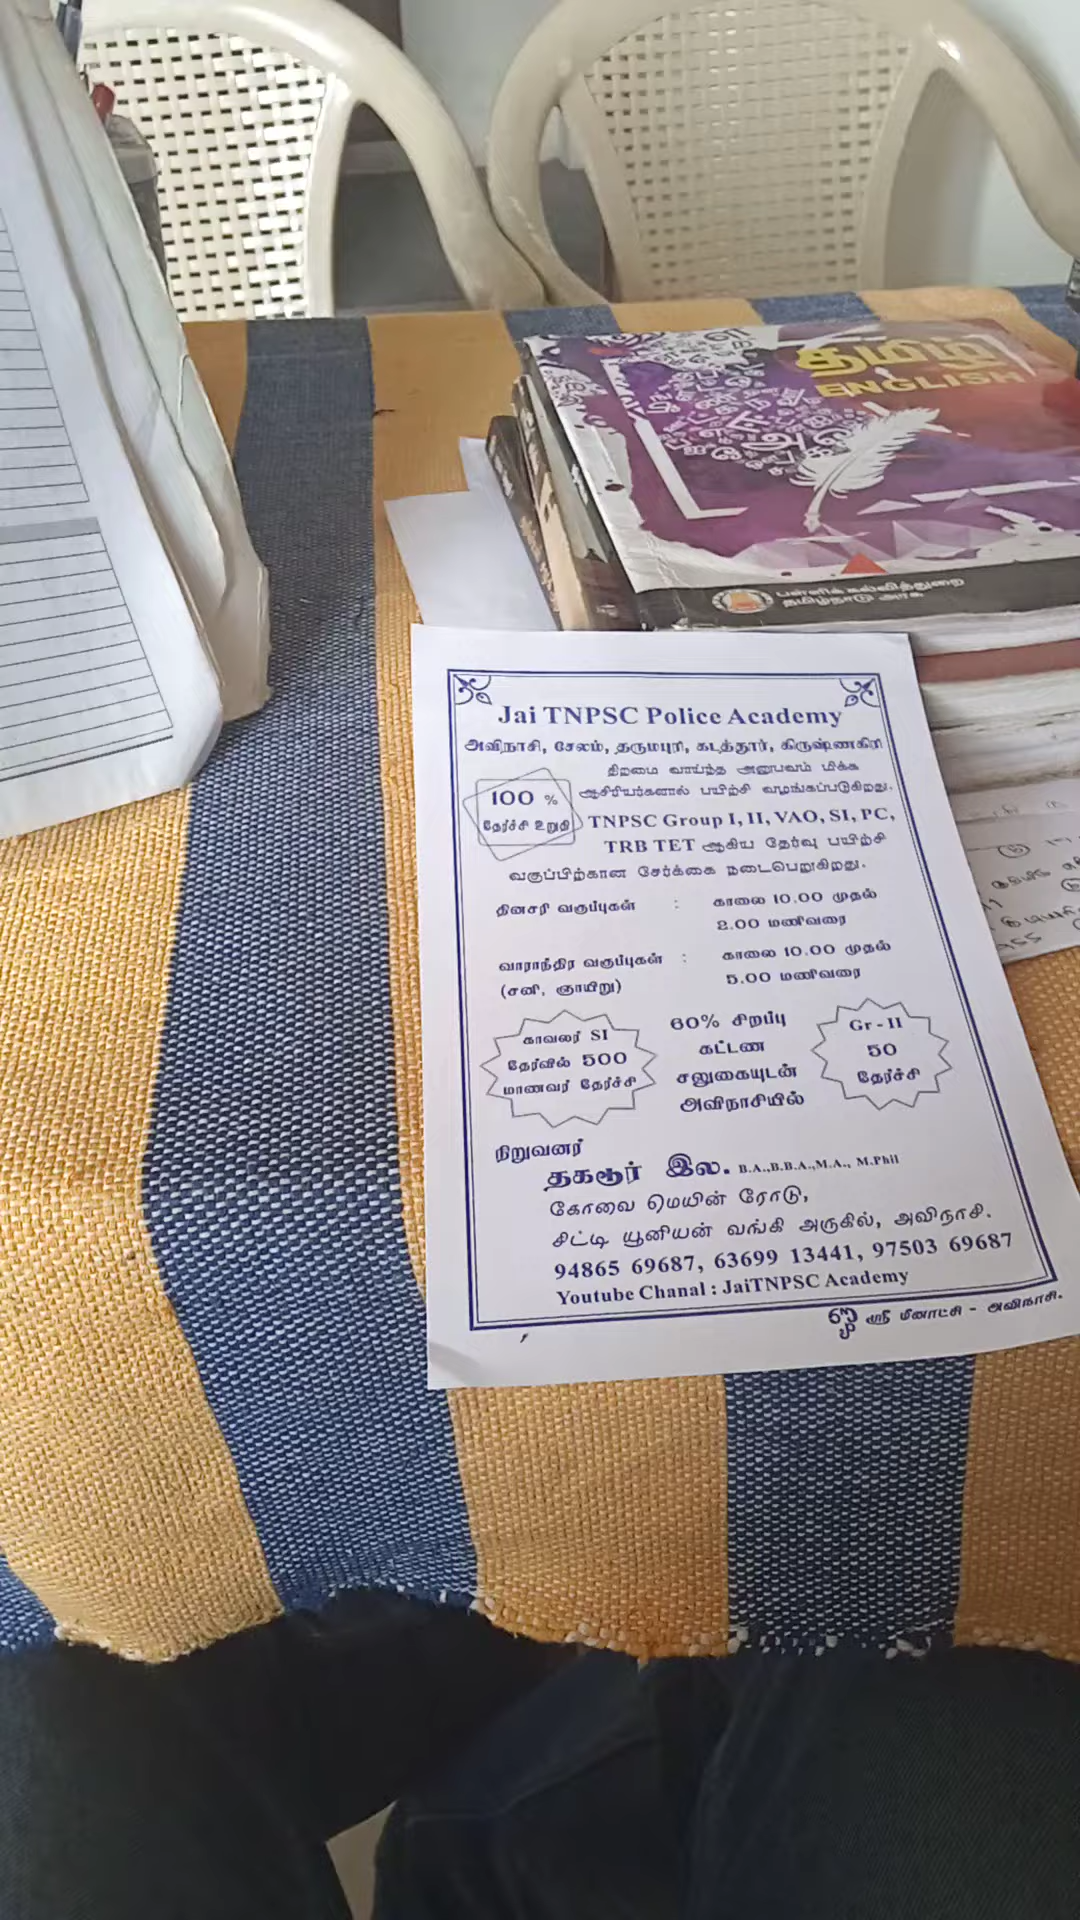 தமிழ்
ENGLISH
பள்ளிக் கல்வித்துறை
தமிழ்நாடு அரசு
Jai TNPSC Police Academy
அவிநாசி, சேலம், தருமபுரி, கடத்தூர், கிருஷ்ணகிரி
திறமை வாய்ந்த அனுபவம் மிக்க
ஆசிரியர்களால் பயிற்சி வழங்கப்படுகிறது.
100 %
தேர்ச்சி உறுதி
TNPSC Group I, II, VAO, SI, PC,
TRB TET ஆகிய தேர்வு பயிற்சி
வகுப்பிற்கான சேர்க்கை நடைபெறுகிறது.
தினசரி வகுப்புகள் : காலை 10.00 முதல்
2.00 மணிவரை
வாராந்திர வகுப்புகள் : காலை 10.00 முதல்
(சனி, ஞாயிறு) 5.00 மணிவரை
காவலர் SI
தேர்வில் 500
மாணவர் தேர்ச்சி
60% சிறப்பு
கட்டண
சலுகையுடன்
அவிநாசியில்
Gr - II
50
தேர்ச்சி
நிறுவனர்
தகடூர் இல. B.A.,B.B.A.,M.A., M.Phil
கோவை மெயின் ரோடு,
சிட்டி யூனியன் வங்கி அருகில், அவிநாசி.
94865 69687, 63699 13441, 97503 69687
Youtube Chanal : JaiTNPSC Academy
ஸ்ரீ மீனாட்சி - அவிநாசி.